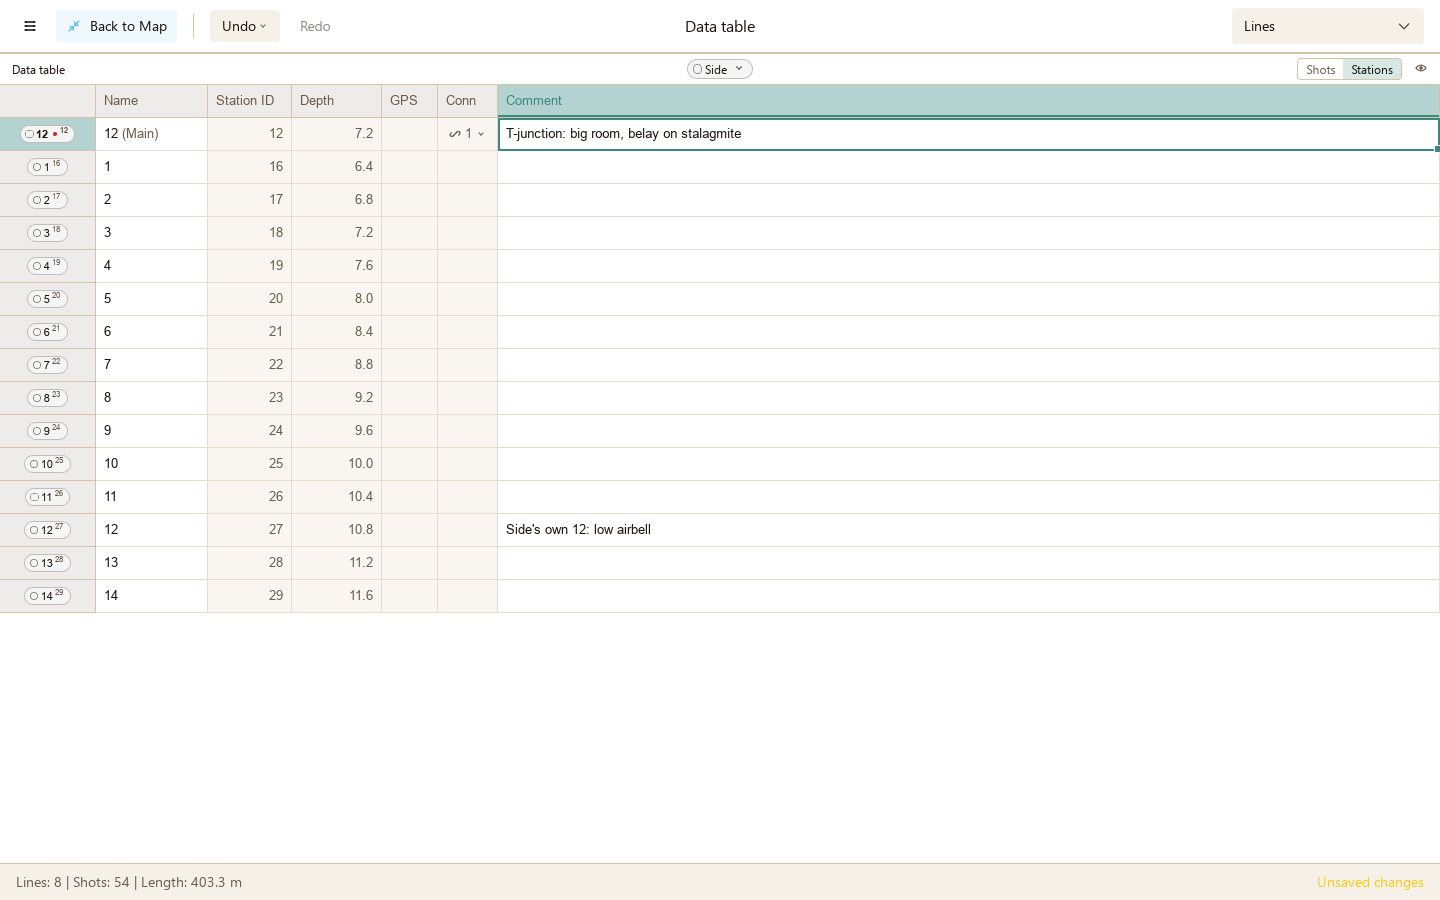 Back to Map
Undo
Redo
Data table
Lines
Data table
Side
Shots
Stations
Name
Station ID
Depth
GPS
Conn
Comment
12 12 12 (Main) 12 7.2 1 T-junction: big room, belay on stalagmite
1 16 1 16 6.4
2 17 2 17 6.8
3 18 3 18 7.2
4 19 4 19 7.6
5 20 5 20 8.0
6 21 6 21 8.4
7 22 7 22 8.8
8 23 8 23 9.2
9 24 9 24 9.6
10 25 10 25 10.0
11 26 11 26 10.4
12 27 12 27 10.8 Side's own 12: low airbell
13 28 13 28 11.2
14 29 14 29 11.6
Lines: 8 | Shots: 54 | Length: 403.3 m
Unsaved changes